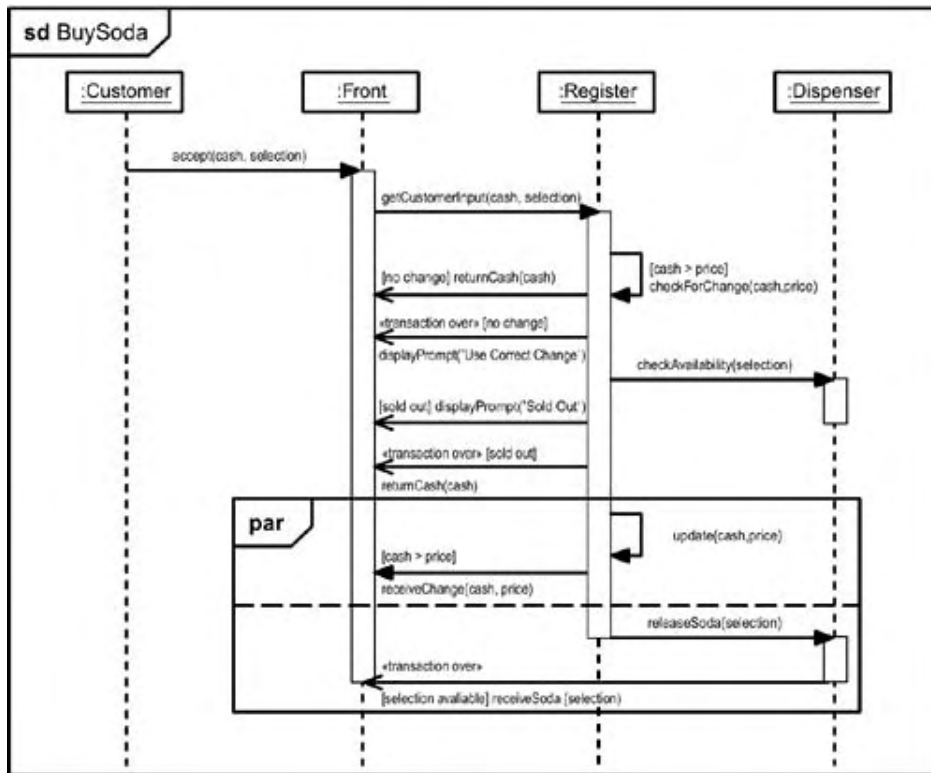 sd BuySoda
:Customer
:Front
:Register
:Dispenser
accept(cash, selection)
getCustomerInput(cash, selection)
[cash > price]
checkForChange(cash,price)
[no change] returnCash(cash)
«transaction over» [no change]
displayPrompt("Use Correct Change")
checkAvailability(selection)
[sold out] displayPrompt("Sold Out")
«transaction over» [sold out]
returnCash(cash)
par
update(cash,price)
[cash > price]
receiveChange(cash, price)
releaseSoda(selection)
«transaction over»
[selection avaliable] receiveSoda [selection)